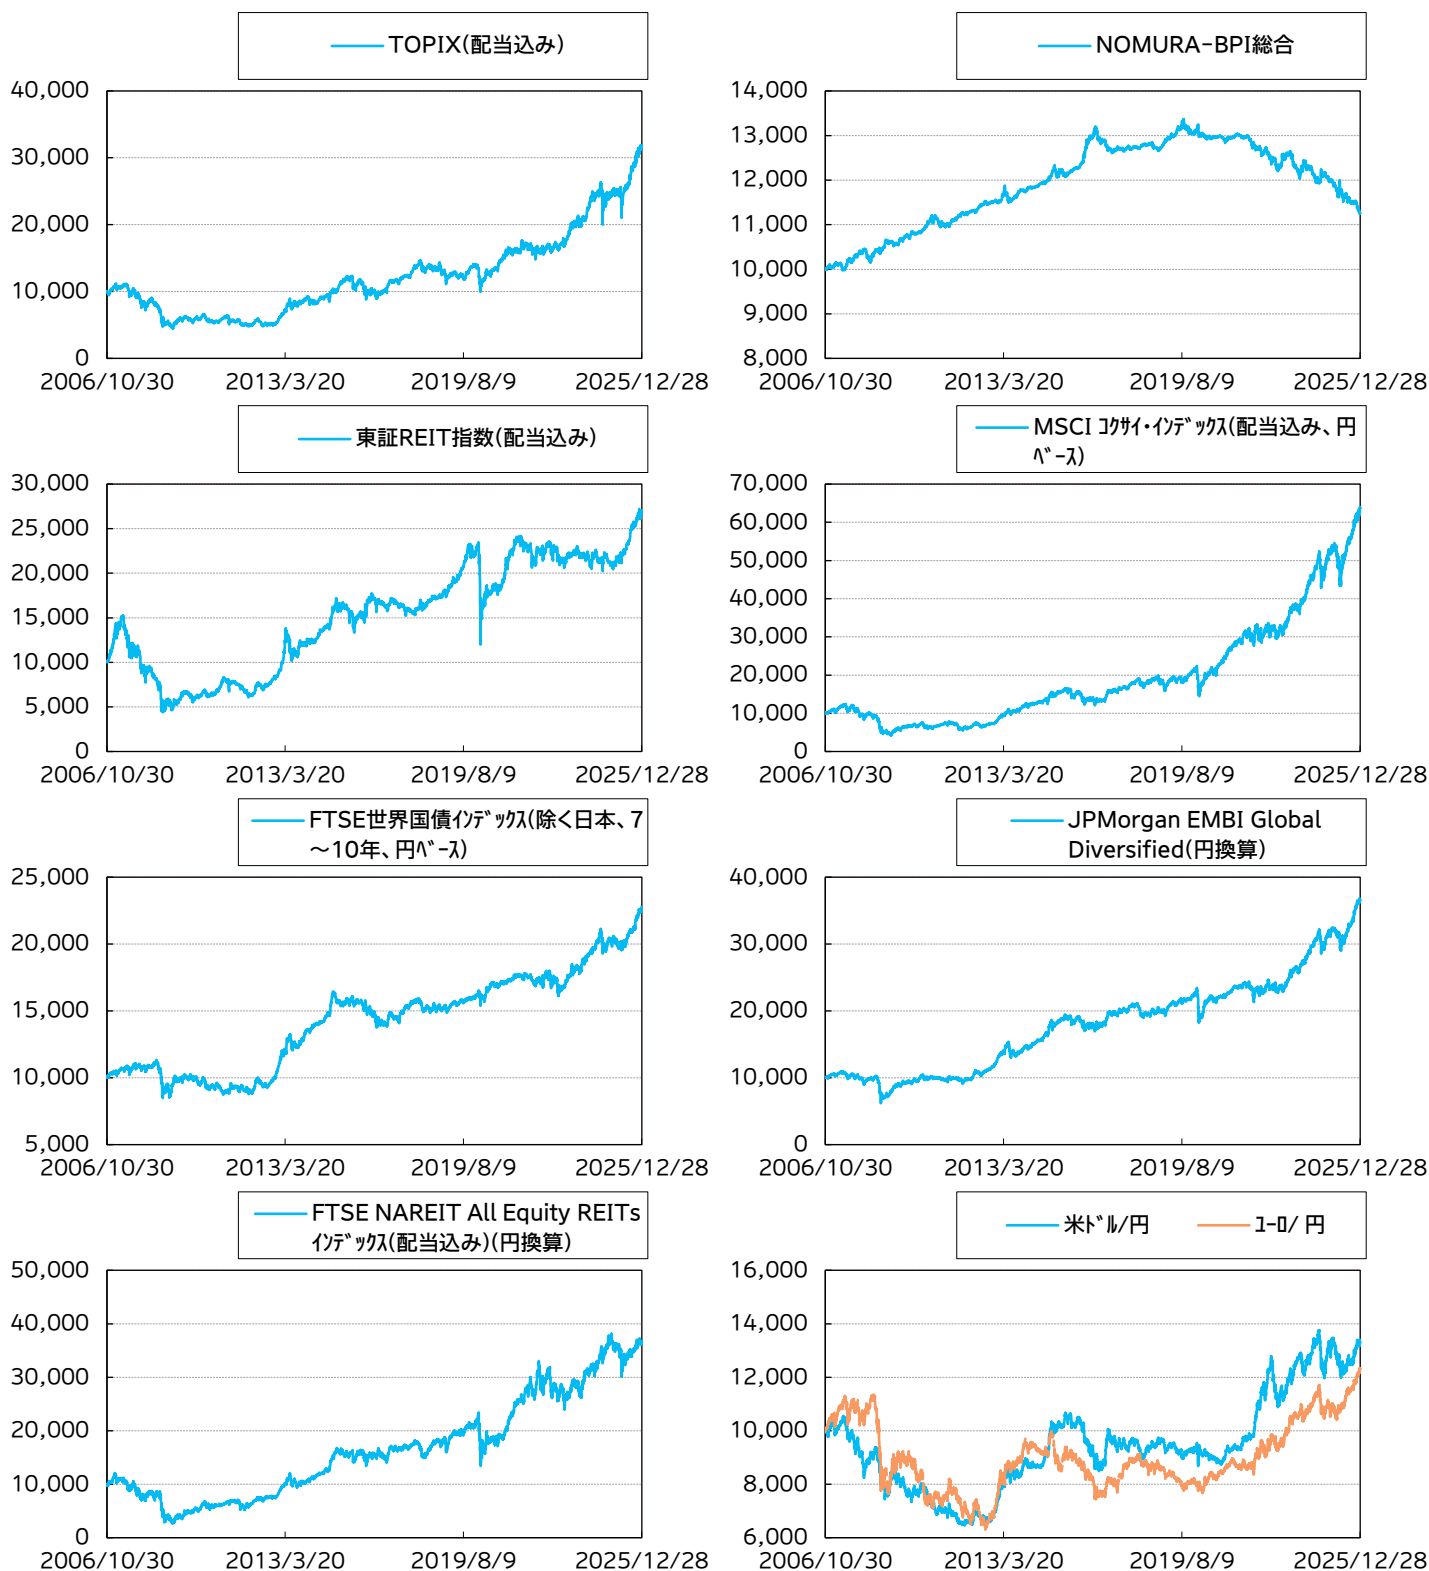 TOPIX(配当込み)
40,000
30,000
20,000
10,000
0
2006/10/30 2013/3/20 2019/8/9 2025/12/28
NOMURA-BPI総合
14,000
13,000
12,000
11,000
10,000
9,000
8,000
2006/10/30 2013/3/20 2019/8/9 2025/12/28
東証REIT指数(配当込み)
30,000
25,000
20,000
15,000
10,000
5,000
0
2006/10/30 2013/3/20 2019/8/9 2025/12/28
MSCI ｺｸｻｲ・ｲﾝﾃﾞｯｸｽ(配当込み、円
ﾍﾞｰｽ)
70,000
60,000
50,000
40,000
30,000
20,000
10,000
0
2006/10/30 2013/3/20 2019/8/9 2025/12/28
FTSE世界国債ｲﾝﾃﾞｯｸｽ(除く日本、7
～10年、円ﾍﾞｰｽ)
25,000
20,000
15,000
10,000
5,000
2006/10/30 2013/3/20 2019/8/9 2025/12/28
JPMorgan EMBI Global
Diversified(円換算)
40,000
30,000
20,000
10,000
0
2006/10/30 2013/3/20 2019/8/9 2025/12/28
FTSE NAREIT All Equity REITs
ｲﾝﾃﾞｯｸｽ(配当込み)(円換算)
50,000
40,000
30,000
20,000
10,000
0
2006/10/30 2013/3/20 2019/8/9 2025/12/28
米ﾄﾞﾙ/円 ﾕｰﾛ/ 円
16,000
14,000
12,000
10,000
8,000
6,000
2006/10/30 2013/3/20 2019/8/9 2025/12/28